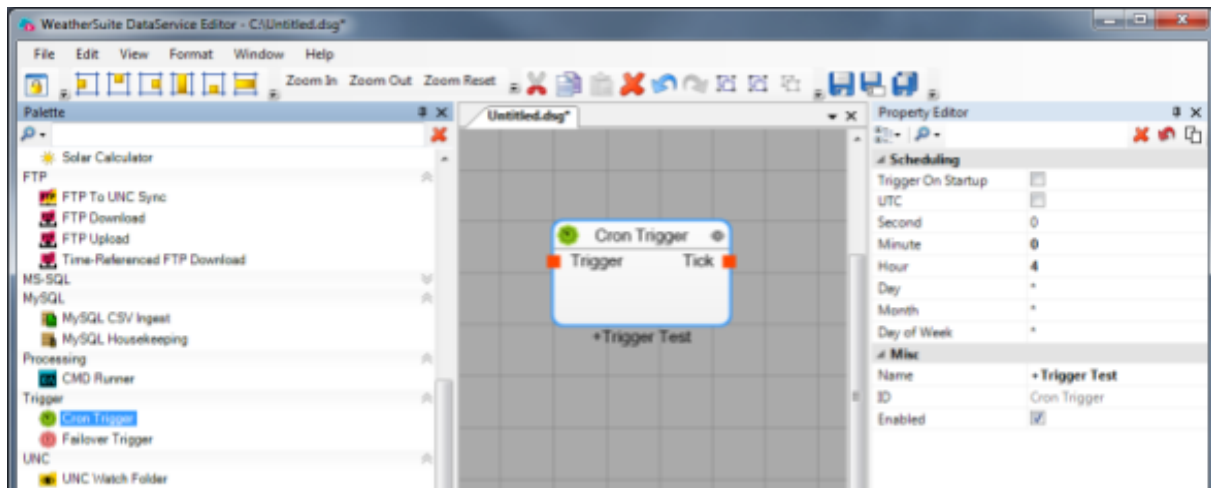 WeatherSuite DataService Editor - C:\Untitled.dsg*
File Edit View Format Window Help
Zoom In Zoom Out Zoom Reset
Palette
Solar Calculator
FTP
FTP To UNC Sync
FTP Download
FTP Upload
Time-Referenced FTP Download
MS-SQL
MySQL
MySQL CSV Ingest
MySQL Housekeeping
Processing
CMD Runner
Trigger
Cron Trigger
Failover Trigger
UNC
UNC Watch Folder
Untitled.dsg*
Cron Trigger
Trigger Tick
+Trigger Test
Property Editor
Scheduling
Trigger On Startup
UTC
Second 0
Minute 0
Hour 4
Day *
Month *
Day of Week *
Misc
Name +Trigger Test
ID Cron Trigger
Enabled